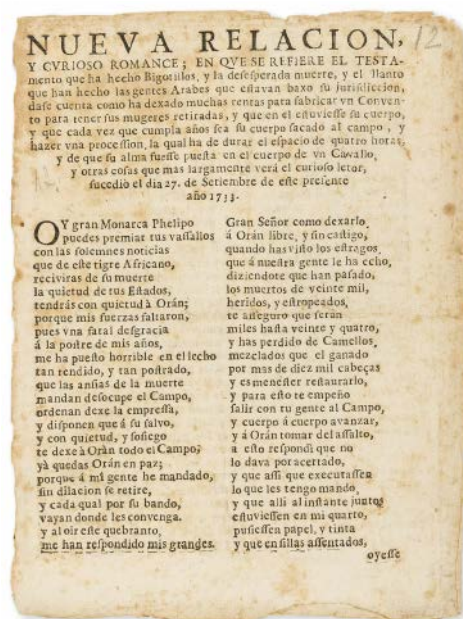 12
NUEVA RELACION,
Y CVRIOSO ROMANCE; EN QVE SE REFIERE EL TESTA-
mento que ha hecho Bigotillos, y la desesperada muerte, y el llanto
que han hecho las gentes Arabes que estavan baxo su jurisdiccion,
dase cuenta como ha dexado muchas rentas para fabricar vn Conven-
to para tener sus mugeres retiradas, y que en el estuviesse su cuerpo,
y que cada vez que cumpla años sea su cuerpo sacado al campo, y
hazer vna procession, la qual ha de durar el espacio de quatro horas,
y de que su alma fuesse puesta en el cuerpo de vn Cavallo,
y otras cosas que mas largamente verá el curioso letor,
sucedio el dia 27. de Setiembre de este presente
año 1733.
OY gran Monarca Phelipo
puedes premiar tus vassallos
con las solemnes noticias
que de este tigre Africano,
reciviras de su muerte
la quietud de tus Estados,
tendrás con quietud à Orán;
porque mis fuerzas faltaron,
pues vna fatal desgracia
á la postre de mis años,
me ha puesto horrible en el lecho
tan rendido, y tan postrado,
que las ansias de la muerte
mandan desocupe el Campo,
ordenan dexe la empressa,
y disponen que á su salvo,
y con quietud, y sosiego
te dexe à Oràn todo el Campo;
yà quedas Orán en paz;
porque à mi gente he mandado,
sin dilacion se retire,
y cada qual por su bando,
vayan donde les convenga.
y al oir este quebranto,
me han respondido mis grandes.
Gran Señor como dexarlo
á Orán libre, y sin castigo,
quando has visto los estragos
que á nuestra gente le ha echo,
diziendote que han pasado,
los muertos de veinte mil,
heridos, y estropeados,
te asseguro que seràn
miles hasta veinte y quatro,
y has perdido de Camellos
mezclados que el ganado
por mas de diez mil cabeças
y es menester restaurarlo,
y para esto te empeño
salir con tu gente al Campo,
y cuerpo á cuerpo avanzar,
y á Orán tomar del assalto,
a esto respondì que no
lo dava por acertado,
y que assi que executassen
lo que les tengo mando,
y que alli al instante juntos
estuviessen en mi quarto,
pusiessen papel, y tinta
y que en sillas assentados,
oyesse